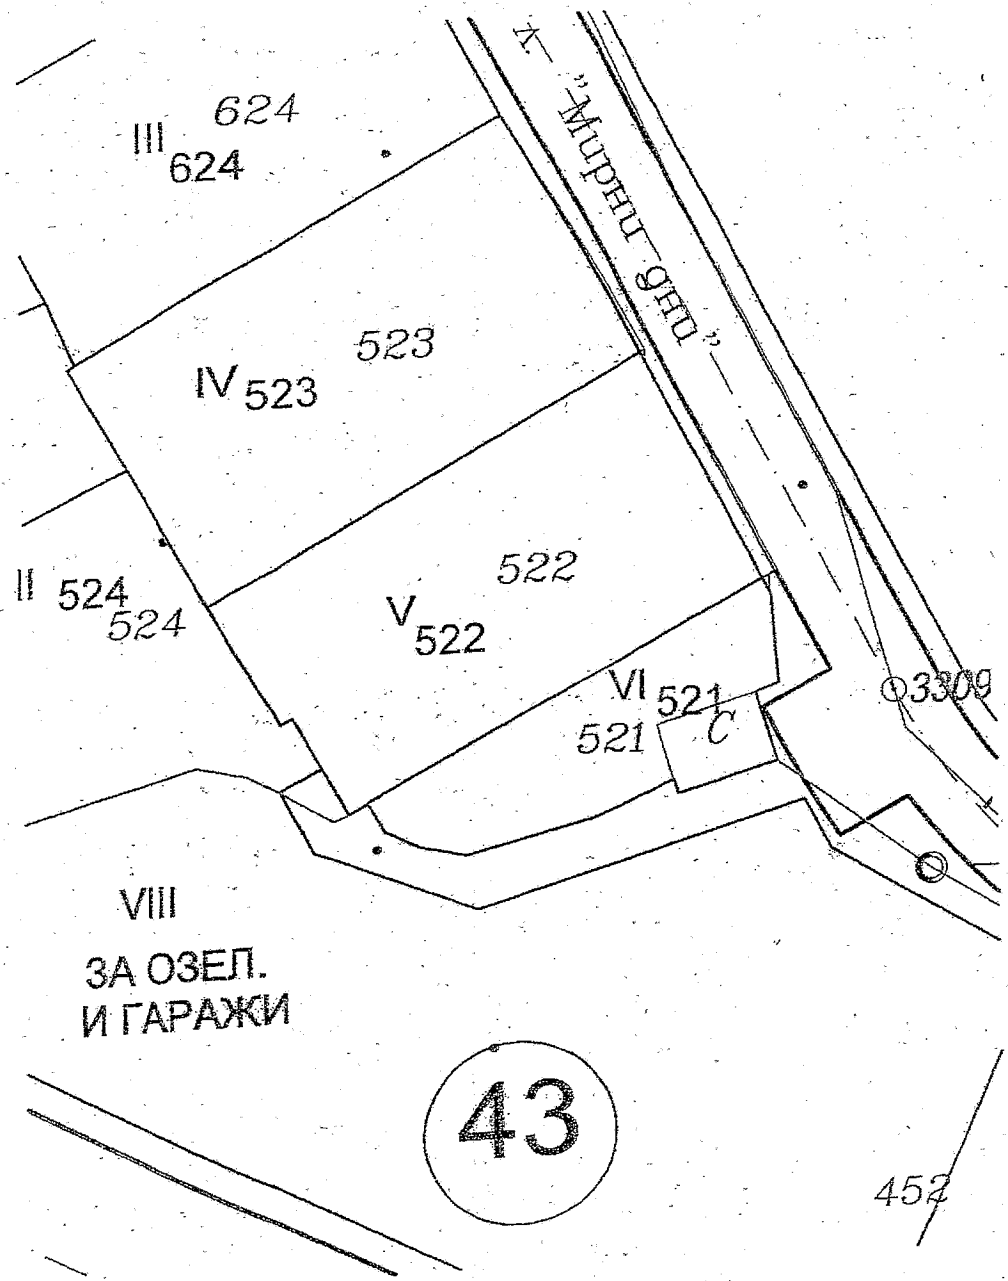 624
III 624
"Мирни дни"
523
IV 523
522
V 522
II 524
524
VI 521
521
С
3309
VIII
ЗА ОЗЕЛ.
И ГАРАЖИ
43
452